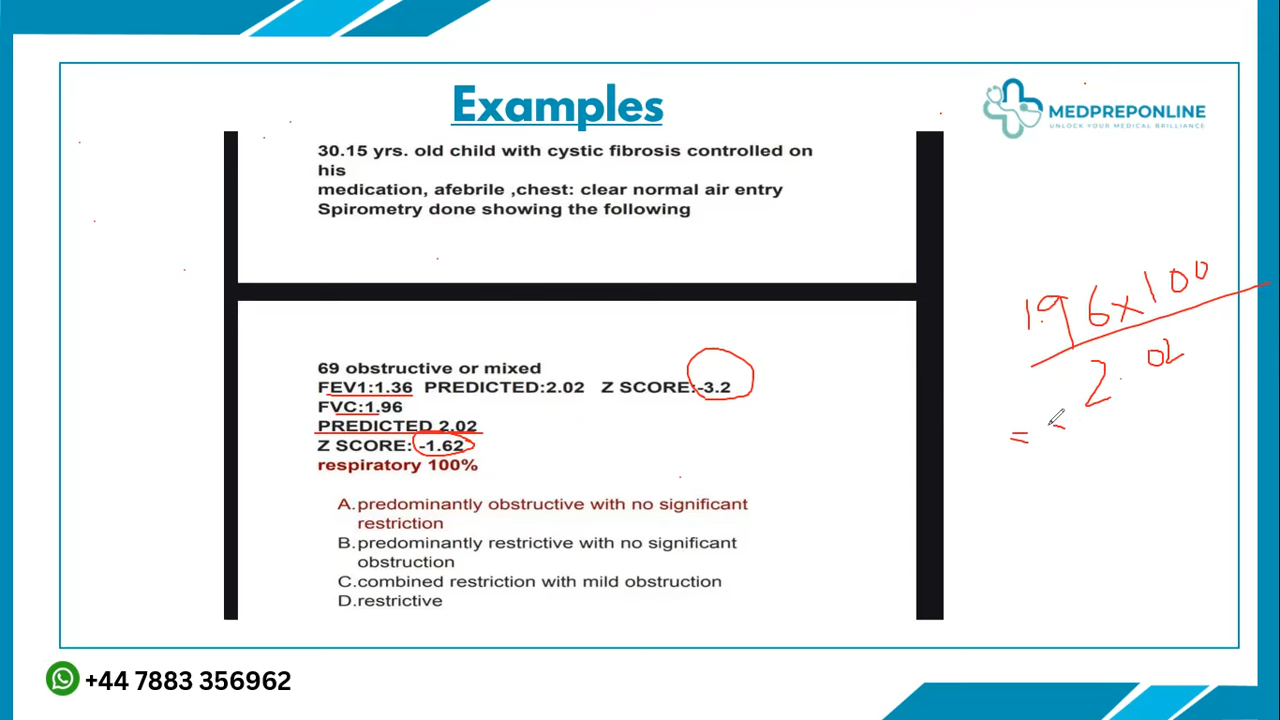 Examples
MEDPREPONLINE
UNLOCK YOUR MEDICAL BRILLIANCE
30.15 yrs. old child with cystic fibrosis controlled on
his
medication, afebrile ,chest: clear normal air entry
Spirometry done showing the following
69 obstructive or mixed
FEV1:1.36 PREDICTED:2.02 Z SCORE:-3.2
FVC:1.96
PREDICTED 2.02
Z SCORE: -1.62
respiratory 100%
A.predominantly obstructive with no significant
restriction
B.predominantly restrictive with no significant
obstruction
C.combined restriction with mild obstruction
D.restrictive
1.96x100
2.02
=
+44 7883 356962